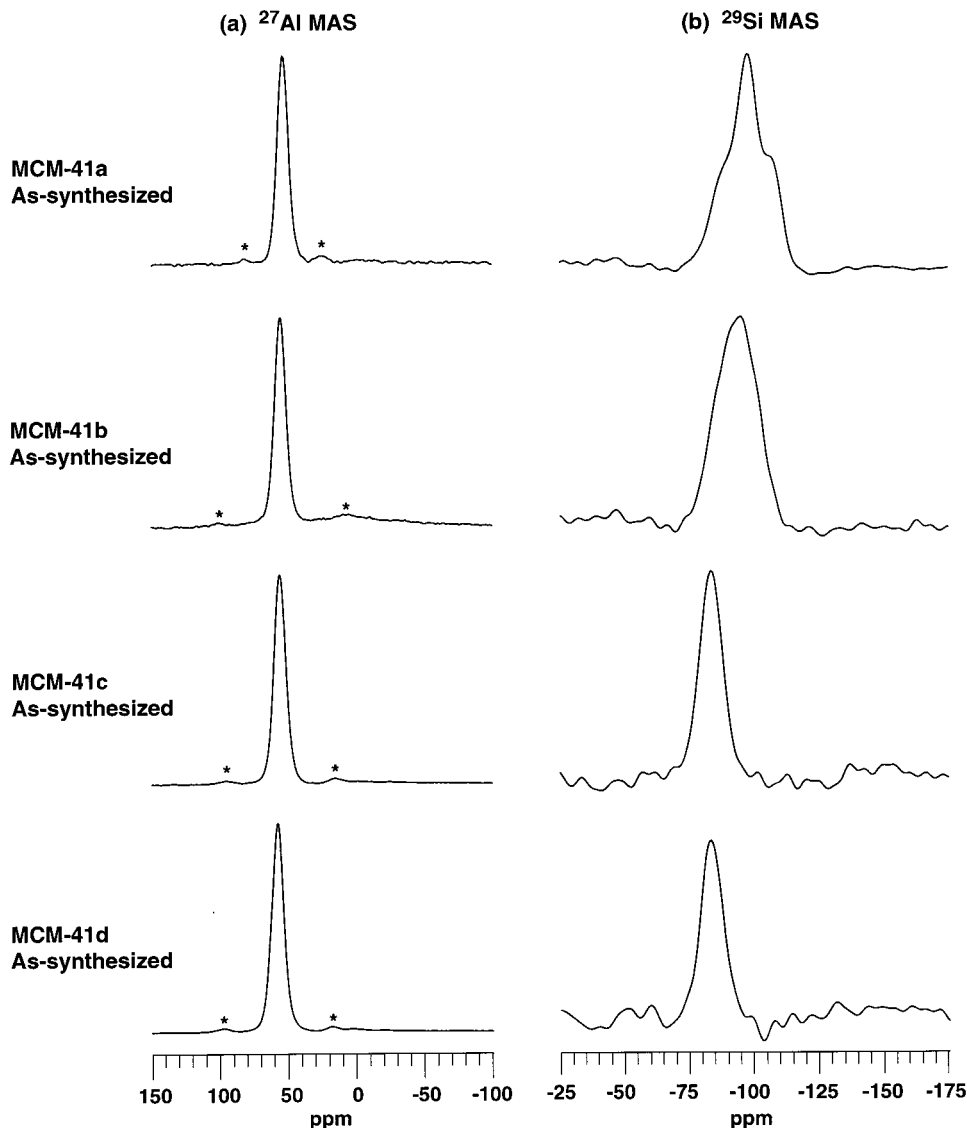 (a) ²⁷Al MAS
(b) ²⁹Si MAS
MCM-41a
As-synthesized
* *
MCM-41b
As-synthesized
* *
MCM-41c
As-synthesized
* *
MCM-41d
As-synthesized
* *
150 100 50 0 -50 -100
ppm
-25 -50 -75 -100 -125 -150 -175
ppm